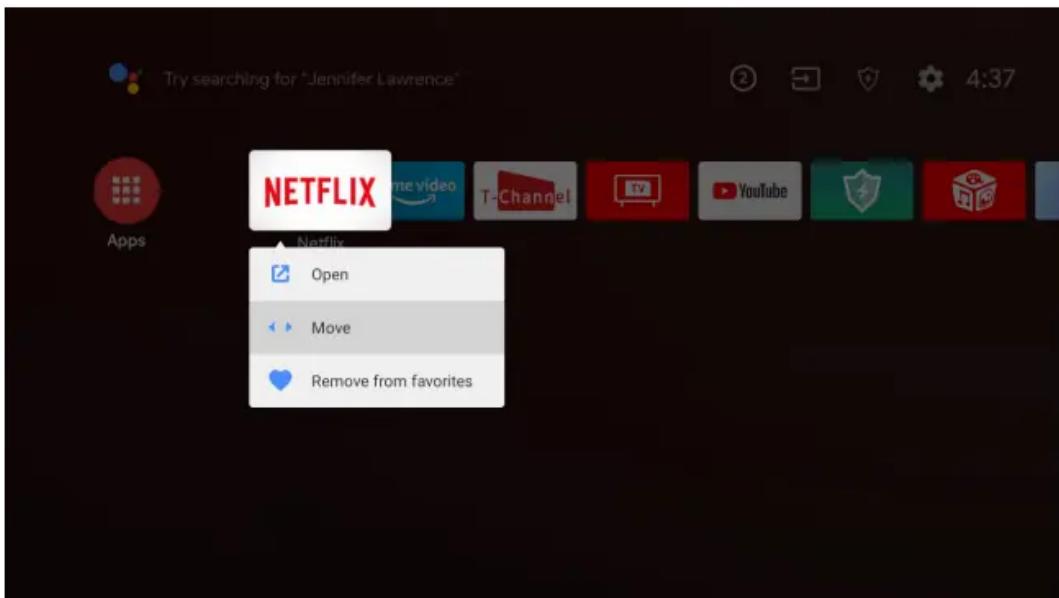 Try searching for "Jennifer Lawrence"
2
4:37
NETFLIX
me video
T-Channel
TV
YouTube
Apps
Netflix
Open
Move
Remove from favorites